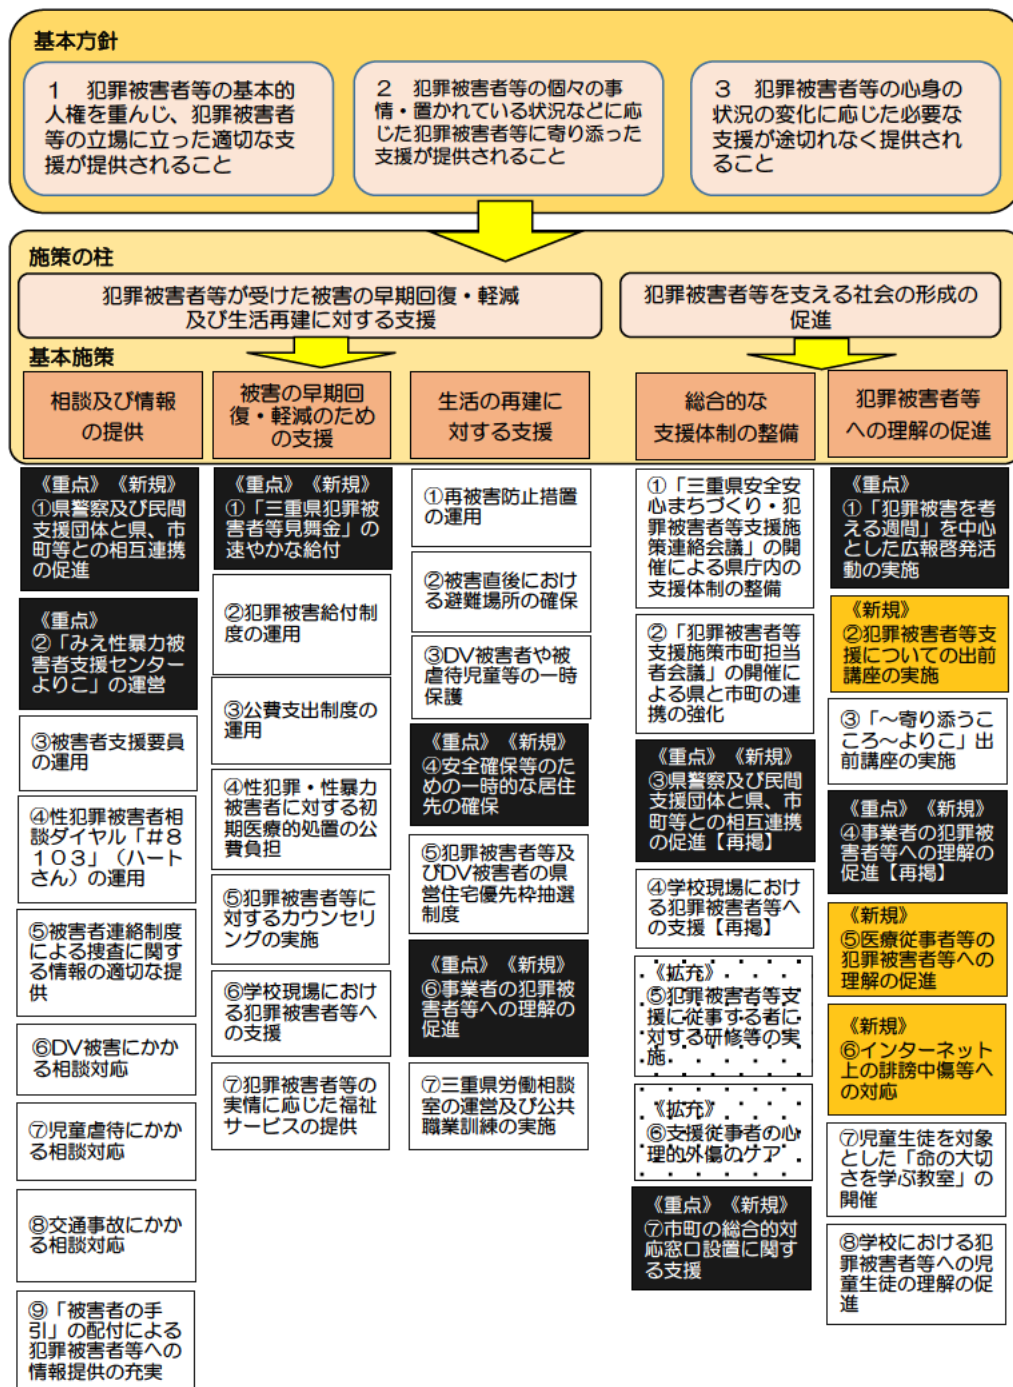 基本方針
１　犯罪被害者等の基本的
人権を重んじ、犯罪被害者
等の立場に立った適切な支
援が提供されること
２　犯罪被害者等の個々の事
情・置かれている状況などに応
じた犯罪被害者等に寄り添った
支援が提供されること
３　犯罪被害者等の心身の
状況の変化に応じた必要な
支援が途切れなく提供され
ること
施策の柱
犯罪被害者等が受けた被害の早期回復・軽減
及び生活再建に対する支援
犯罪被害者等を支える社会の形成の
促進
基本施策
相談及び情報
の提供
被害の早期回
復・軽減のため
の支援
生活の再建に
対する支援
総合的な
支援体制の整備
犯罪被害者等
への理解の促進
《重点》《新規》
①県警察及び民間
支援団体と県、市
町等との相互連携
の促進
《重点》
②「みえ性暴力被
害者支援センター
よりこ」の運営
③被害者支援要員
の運用
④性犯罪被害者相
談ダイヤル「＃８
１０３」（ハート
さん）の運用
⑤被害者連絡制度
による捜査に関す
る情報の適切な提
供
⑥DV被害にかか
る相談対応
⑦児童虐待にかか
る相談対応
⑧交通事故にかか
る相談対応
⑨「被害者の手
引」の配付による
犯罪被害者等への
情報提供の充実
《重点》《新規》
①「三重県犯罪被
害者等見舞金」の
速やかな給付
②犯罪被害給付制
度の運用
③公費支出制度の
運用
④性犯罪・性暴力
被害者に対する初
期医療的処置の公
費負担
⑤犯罪被害者等に
対するカウンセリ
ングの実施
⑥学校現場におけ
る犯罪被害者等へ
の支援
⑦犯罪被害者等の
実情に応じた福祉
サービスの提供
①再被害防止措置
の運用
②被害直後におけ
る避難場所の確保
③DV被害者や被
虐待児童等の一時
保護
《重点》《新規》
④安全確保等のた
めの一時的な居住
先の確保
⑤犯罪被害者等及
びDV被害者の県
営住宅優先枠抽選
制度
《重点》《新規》
⑥事業者の犯罪被
害者等への理解の
促進
⑦三重県労働相談
室の運営及び公共
職業訓練の実施
①「三重県安全安
心まちづくり・犯
罪被害者等支援施
策連絡会議」の開
催による県庁内の
支援体制の整備
②「犯罪被害者等
支援施策市町担当
者会議」の開催に
よる県と市町の連
携の強化
《重点》《新規》
③県警察及び民間
支援団体と県、市
町等との相互連携
の促進【再掲】
④学校現場におけ
る犯罪被害者等へ
の支援【再掲】
《拡充》
⑤犯罪被害者等支
援に従事する者に
対する研修等の実
施
《拡充》
⑥支援従事者の心
理的外傷のケア
《重点》《新規》
⑦市町の総合的対
応窓口設置に関す
る支援
《重点》
①「犯罪被害を考
える週間」を中心
とした広報啓発活
動の実施
《新規》
②犯罪被害者等支
援についての出前
講座の実施
③「～寄り添うこ
ころ～よりこ」出
前講座の実施
《重点》《新規》
④事業者の犯罪被
害者等への理解の
促進【再掲】
《新規》
⑤医療従事者等の
犯罪被害者等への
理解の促進
《新規》
⑥インターネット
上の誹謗中傷等へ
の対応
⑦児童生徒を対象
とした「命の大切
さを学ぶ教室」の
開催
⑧学校における犯
罪被害者等への児
童生徒の理解の促
進